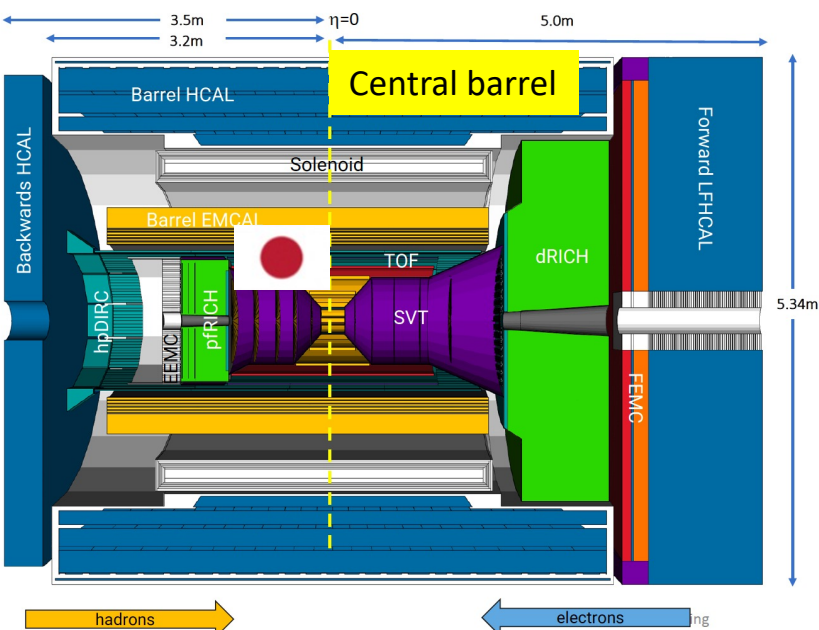 3.5m
η=0
5.0m
3.2m
Central barrel
Barrel HCAL
Backwards HCAL
Solenoid
Forward LFHCAL
Barrel EMCAL
TOF
dRICH
hpDIRC
EEMC
pfRICH
SVT
5.34m
FEMC
hadrons
electrons
ing